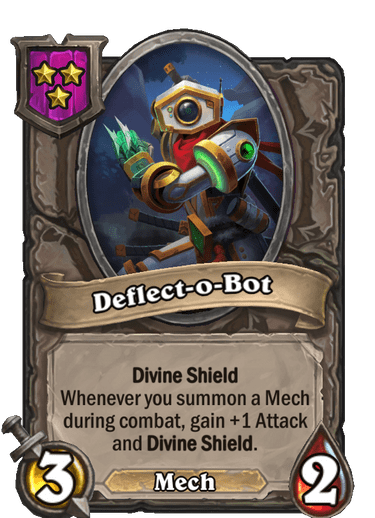 Deflect-o-Bot
Divine Shield
Whenever you summon a Mech
during combat, gain +1 Attack
and Divine Shield.
3
Mech
2